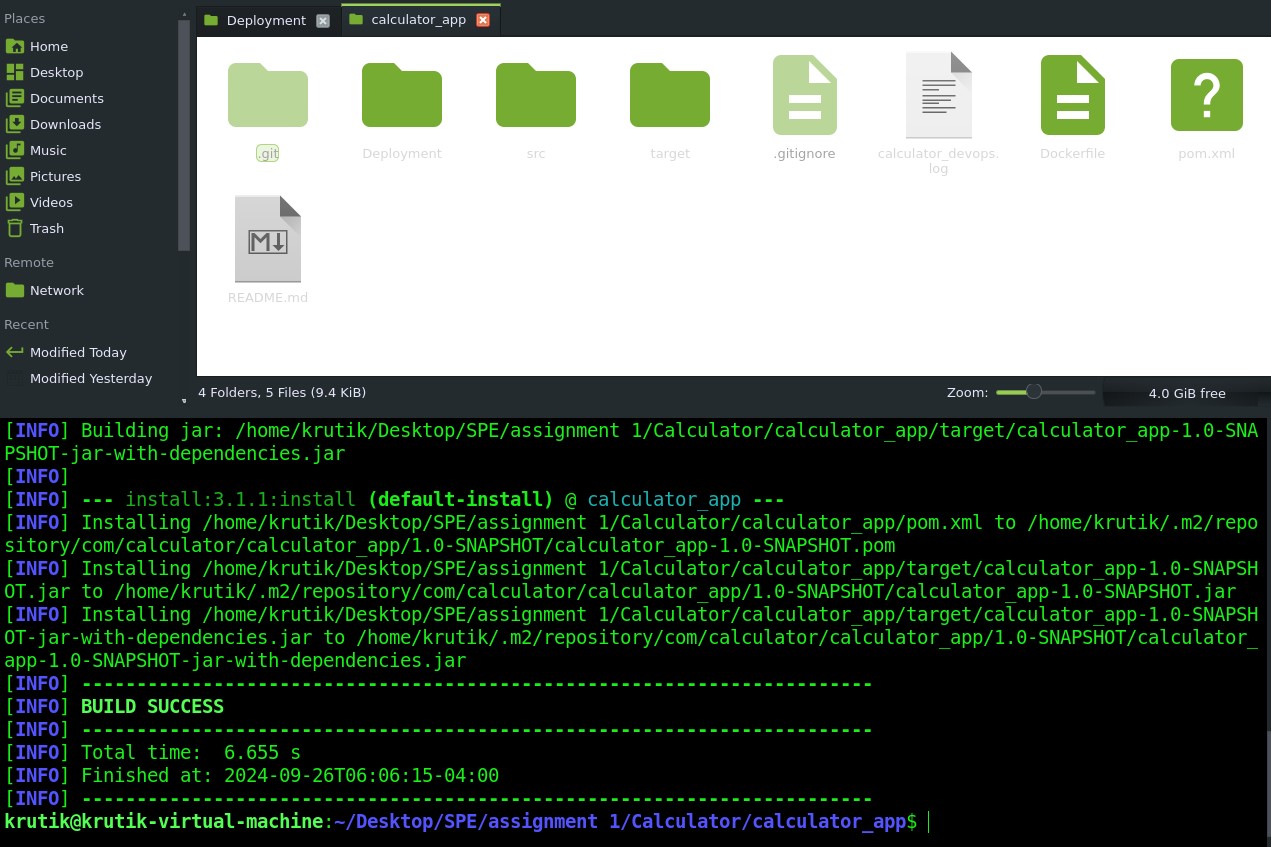 Places
Home
Desktop
Documents
Downloads
Music
Pictures
Videos
Trash
Remote
Network
Recent
Modified Today
Modified Yesterday
Deployment
calculator_app
.git
Deployment
src
target
.gitignore
calculator_devops.
log
Dockerfile
pom.xml
README.md
4 Folders, 5 Files (9.4 KiB)
Zoom:
4.0 GiB free
[INFO] Building jar: /home/krutik/Desktop/SPE/assignment 1/Calculator/calculator_app/target/calculator_app-1.0-SNA
PSHOT-jar-with-dependencies.jar
[INFO]
[INFO] --- install:3.1.1:install (default-install) @ calculator_app ---
[INFO] Installing /home/krutik/Desktop/SPE/assignment 1/Calculator/calculator_app/pom.xml to /home/krutik/.m2/repo
sitory/com/calculator/calculator_app/1.0-SNAPSHOT/calculator_app-1.0-SNAPSHOT.pom
[INFO] Installing /home/krutik/Desktop/SPE/assignment 1/Calculator/calculator_app/target/calculator_app-1.0-SNAPSH
OT.jar to /home/krutik/.m2/repository/com/calculator/calculator_app/1.0-SNAPSHOT/calculator_app-1.0-SNAPSHOT.jar
[INFO] Installing /home/krutik/Desktop/SPE/assignment 1/Calculator/calculator_app/target/calculator_app-1.0-SNAPSH
OT-jar-with-dependencies.jar to /home/krutik/.m2/repository/com/calculator/calculator_app/1.0-SNAPSHOT/calculator_
app-1.0-SNAPSHOT-jar-with-dependencies.jar
[INFO] ------------------------------------------------------------------------
[INFO] BUILD SUCCESS
[INFO] ------------------------------------------------------------------------
[INFO] Total time:  6.655 s
[INFO] Finished at: 2024-09-26T06:06:15-04:00
[INFO] ------------------------------------------------------------------------
krutik@krutik-virtual-machine:~/Desktop/SPE/assignment 1/Calculator/calculator_app$